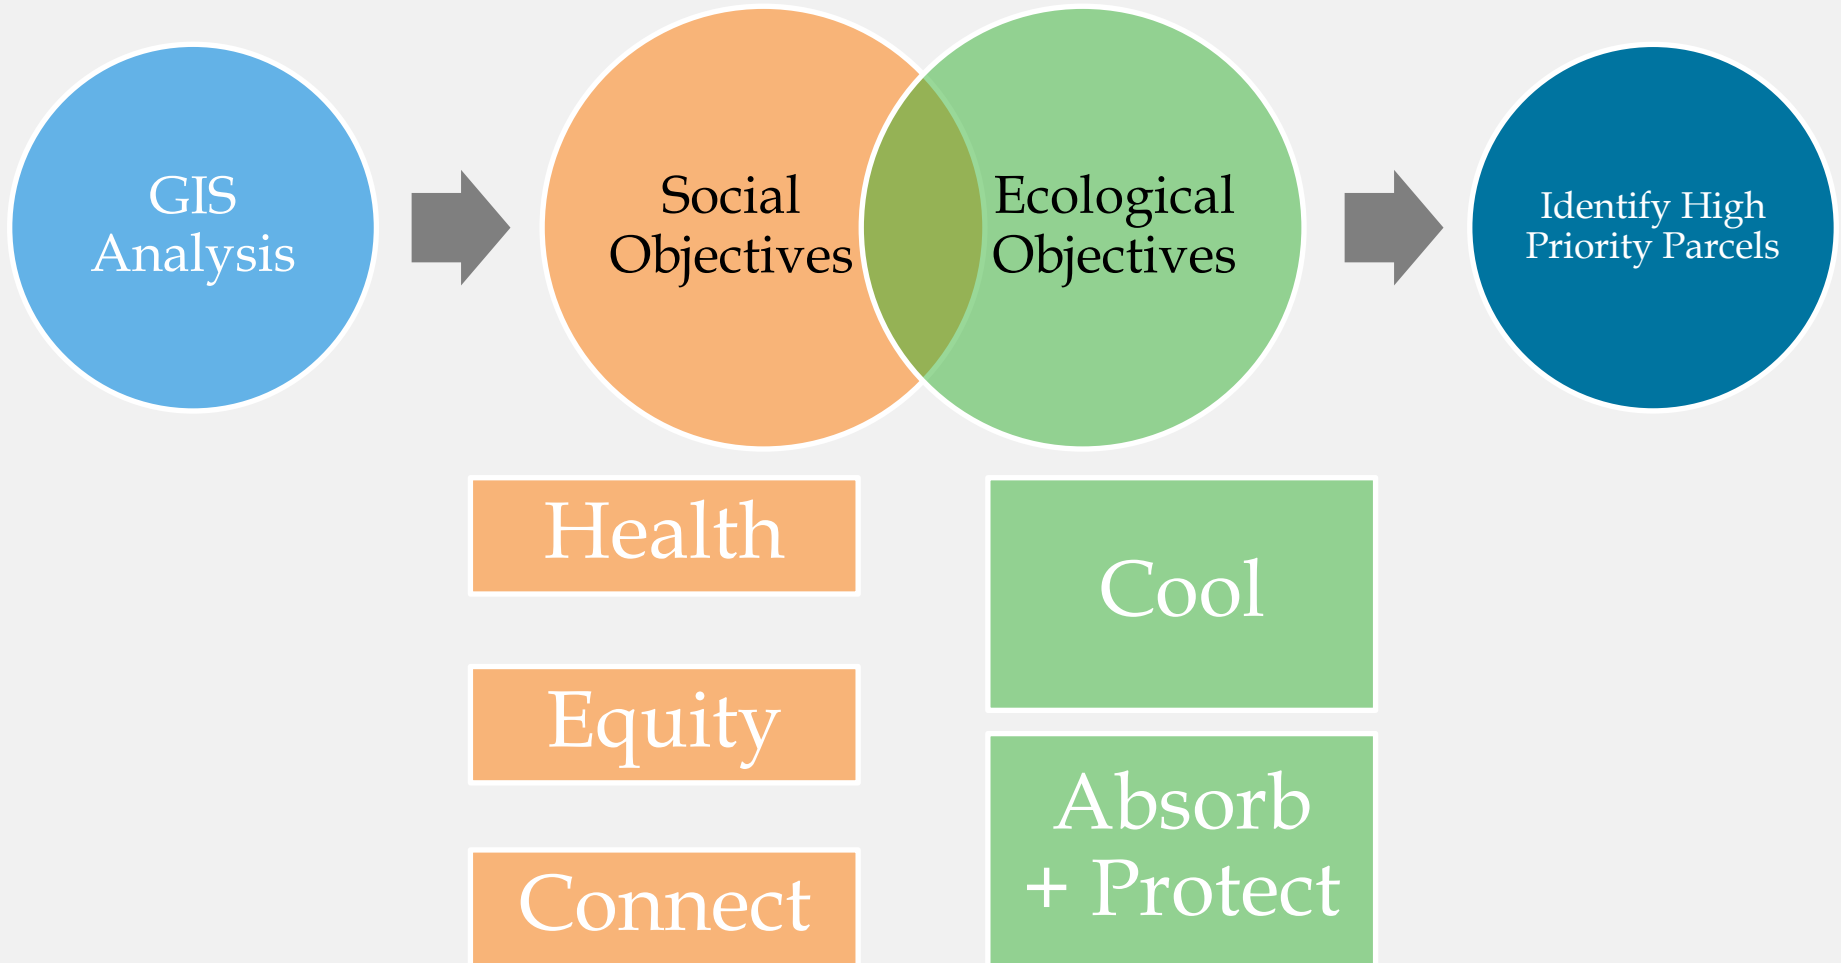 GIS
Analysis
Social
Objectives
Ecological
Objectives
Identify High
Priority Parcels
Health
Equity
Connect
Cool
Absorb
+ Protect